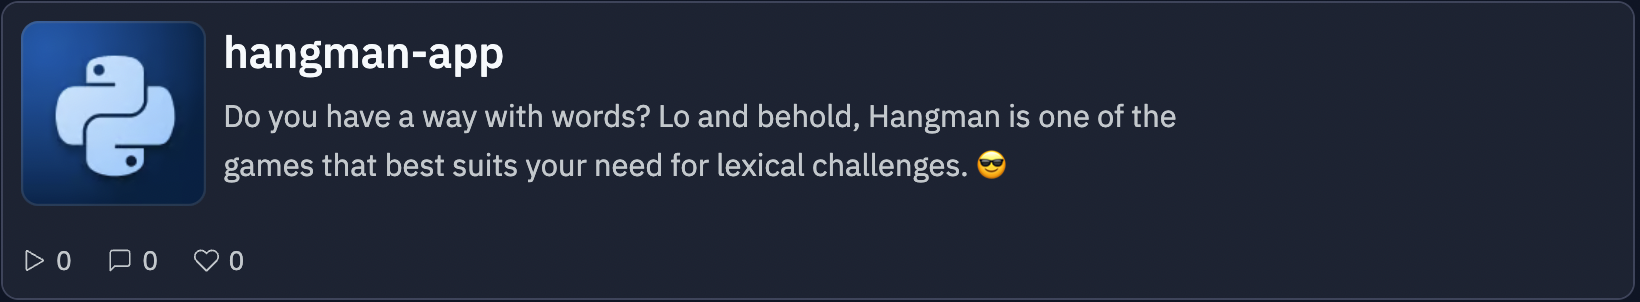 hangman-app
Do you have a way with words? Lo and behold, Hangman is one of the
games that best suits your need for lexical challenges. 😎
0 0 0